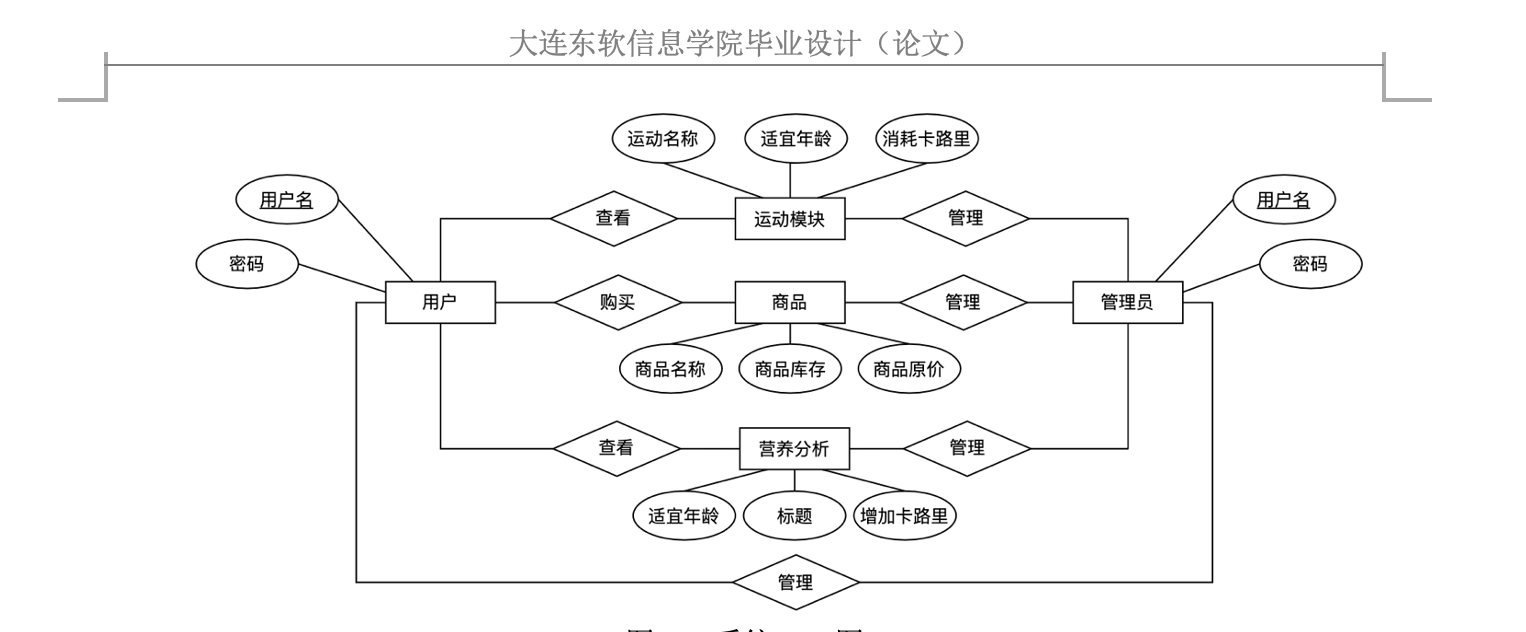 大连东软信息学院毕业设计（论文）
运动名称 适宜年龄 消耗卡路里
用户名 用户名
查看 运动模块 管理
密码 密码
用户 购买 商品 管理 管理员
商品名称 商品库存 商品原价
查看 营养分析 管理
适宜年龄 标题 增加卡路里
管理